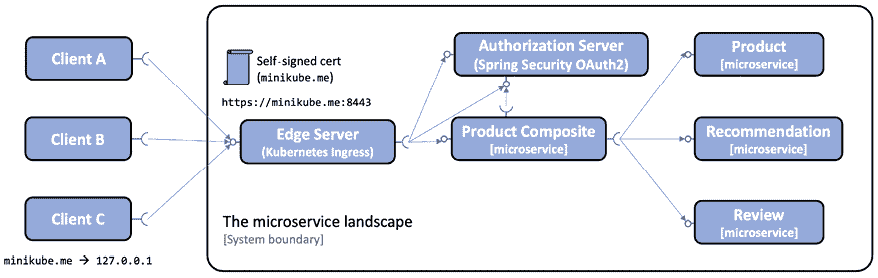 Client A
Client B
Client C
minikube.me → 127.0.0.1
Self-signed cert
(minikube.me)
https://minikube.me:8443
Edge Server
(Kubernetes Ingress)
Authorization Server
(Spring Security OAuth2)
Product Composite
[microservice]
Product
[microservice]
Recommendation
[microservice]
Review
[microservice]
The microservice landscape
[System boundary]